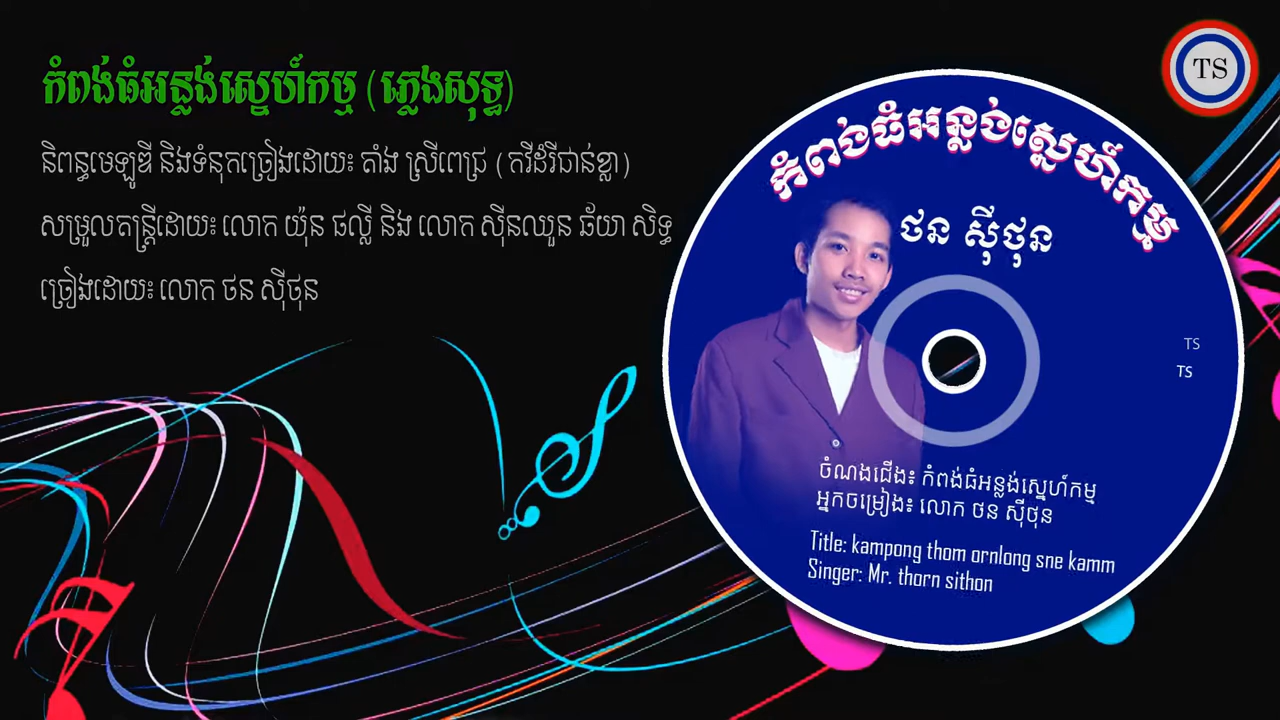 កំពង់ធំអន្លង់ស្នេហ៍កម្ម (ភ្លេងសុទ្ធ)
និពន្ធមេឡូឌី និងទំនុកច្រៀងដោយ៖ តាំង ស្រីពេជ្រ ( កវីដំរីជាន់ខ្លា )
សម្រួលតន្ត្រីដោយ៖ លោក យ៉ុន ផល្លី និង លោក ស៊ីនឈួន ឆ័យា សិទ្ធ
ច្រៀងដោយ៖ លោក ថន ស៊ីថុន
TS
កំពង់ធំអន្លង់ស្នេហ៍កម្ម
ថន ស៊ីថុន
TS
TS
ចំណងជើង៖ កំពង់ធំអន្លង់ស្នេហ៍កម្ម
អ្នកចម្រៀង៖ លោក ថន ស៊ីថុន
Title: kampong thom ornlong sne kamm
Singer: Mr. thorn sithon